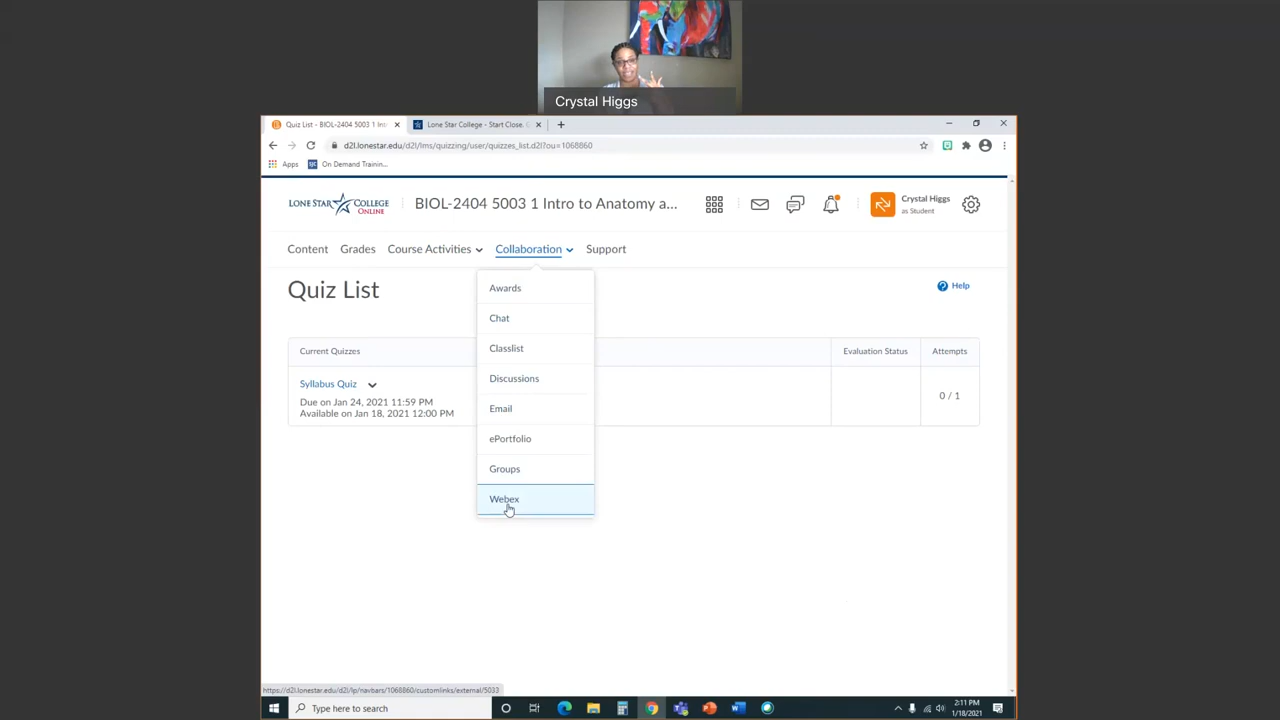 Crystal Higgs
Quiz List - BIOL-2404 5003 1 Intr
Lone Star College - Start Close. G
d2l.lonestar.edu/d2l/lms/quizzing/user/quizzes_list.d2l?ou=1068860
Apps
On Demand Trainin...
LONE STAR COLLEGE
ONLINE
BIOL-2404 5003 1 Intro to Anatomy a...
Crystal Higgs
as Student
Content Grades Course Activities Collaboration Support
Quiz List
Help
Awards
Chat
Classlist
Discussions
Email
ePortfolio
Groups
Webex
Current Quizzes Evaluation Status Attempts
Syllabus Quiz
Due on Jan 24, 2021 11:59 PM
Available on Jan 18, 2021 12:00 PM
0 / 1
https://d2l.lonestar.edu/d2l/lp/navbars/1068860/customlinks/external/5033
Type here to search
2:11 PM
1/18/2021